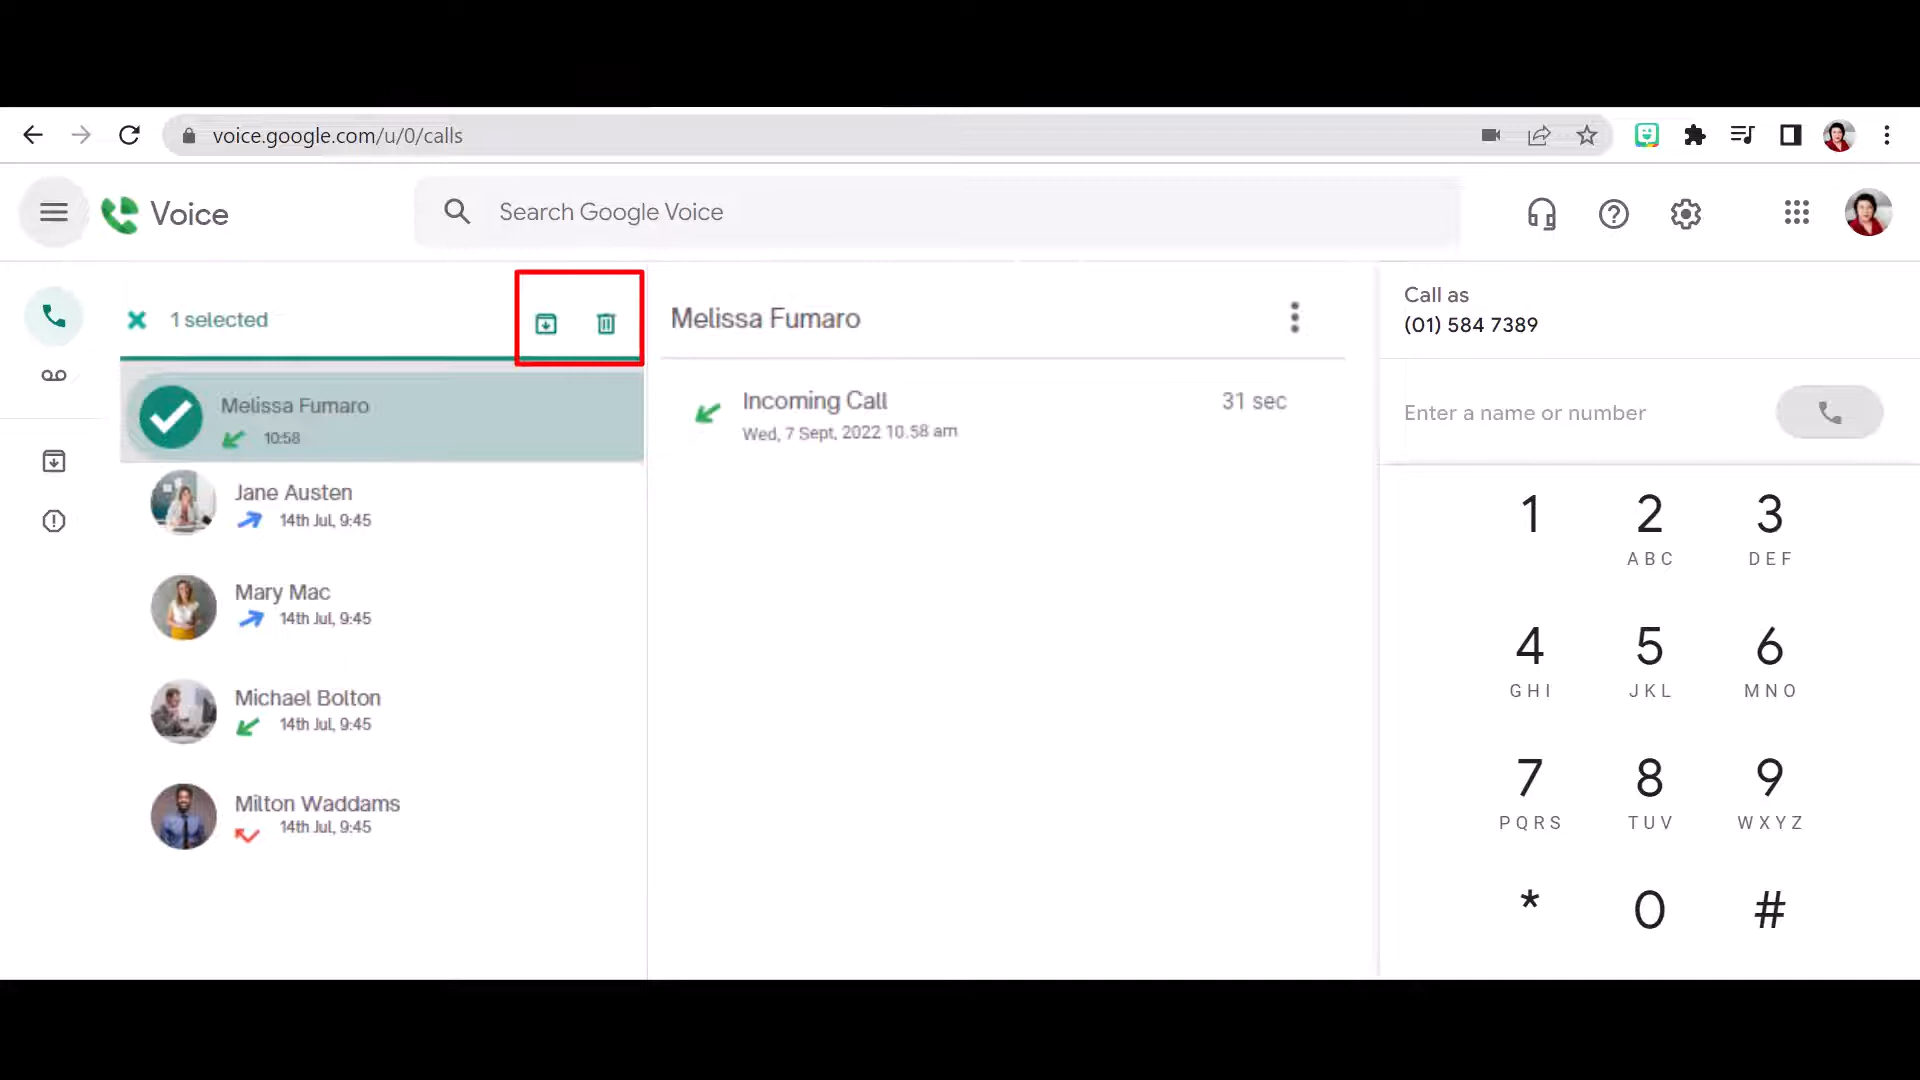 voice.google.com/u/0/calls
Voice
Search Google Voice
1 selected
Melissa Fumaro
10:58
Jane Austen
14th Jul, 9:45
Mary Mac
14th Jul, 9:45
Michael Bolton
14th Jul, 9:45
Milton Waddams
14th Jul, 9:45
Melissa Fumaro
Incoming Call
31 sec
Wed, 7 Sept, 2022 10.58 am
Call as
(01) 584 7389
Enter a name or number
1 2 3
ABC DEF
4 5 6
GHI JKL MNO
7 8 9
PQRS TUV WXYZ
* 0 #